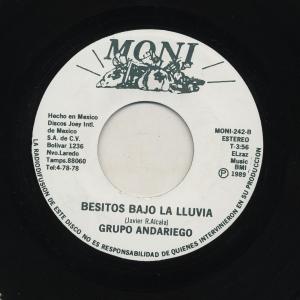 MONI
Hecho en Mexico
Discos Joey Intl.
de Mexico
S.A. de C.V.
Bolivar 1236
Nvo.Laredo
Tamps.88060
Tel:4-78-78
MONI-242-B
ESTEREO
T-3:56
ELzaz
Music
BMI
℗ 1989
BESITOS BAJO LA LLUVIA
(Javier R.Alcala)
GRUPO ANDARIEGO
LA RADIODIFUSION DE ESTE DISCO NO ES RESPONSABILIDAD DE QUIENES INTERVINIERON EN SU GRABACION